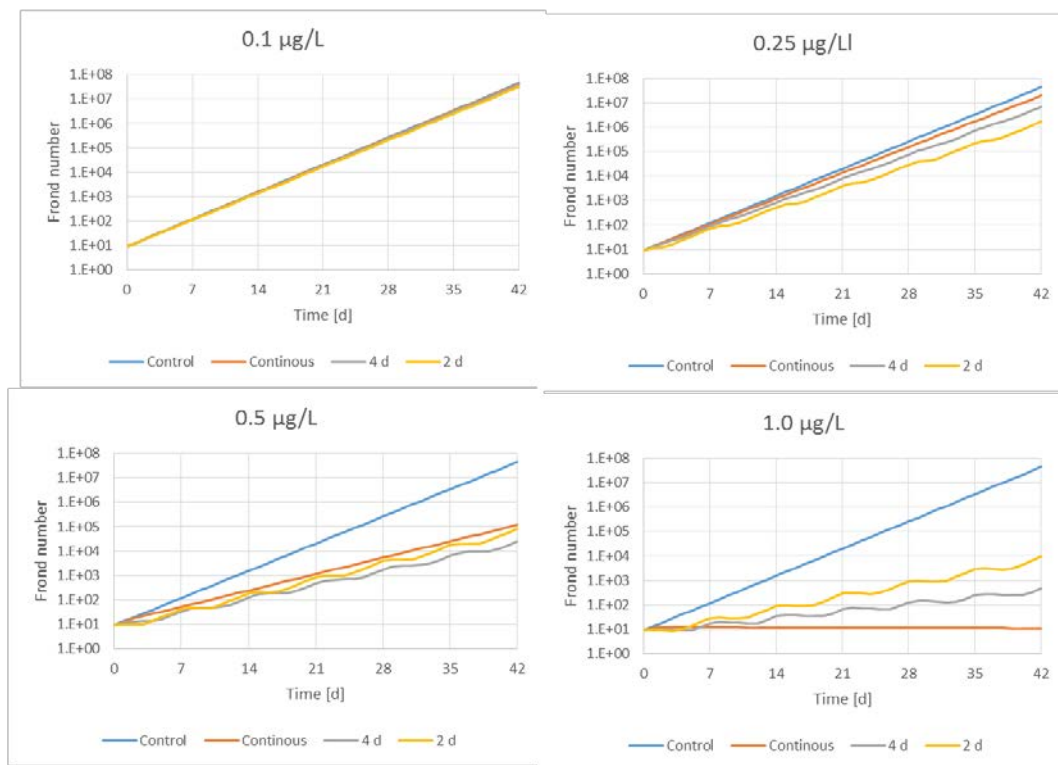 0.1 µg/L
1.E+08
1.E+07
1.E+06
1.E+05
1.E+04
1.E+03
1.E+02
1.E+01
1.E+00
Frond number
0 7 14 21 28 35 42
Time [d]
Control Continous 4 d 2 d
0.25 µg/Ll
1.E+08
1.E+07
1.E+06
1.E+05
1.E+04
1.E+03
1.E+02
1.E+01
1.E+00
Frond number
0 7 14 21 28 35 42
Time [d]
Control Continous 4 d 2 d
0.5 µg/L
1.E+08
1.E+07
1.E+06
1.E+05
1.E+04
1.E+03
1.E+02
1.E+01
1.E+00
Frond number
0 7 14 21 28 35 42
Time [d]
Control Continous 4 d 2 d
1.0 µg/L
1.E+08
1.E+07
1.E+06
1.E+05
1.E+04
1.E+03
1.E+02
1.E+01
1.E+00
Frond number
0 7 14 21 28 35 42
Time [d]
Control Continous 4 d 2 d